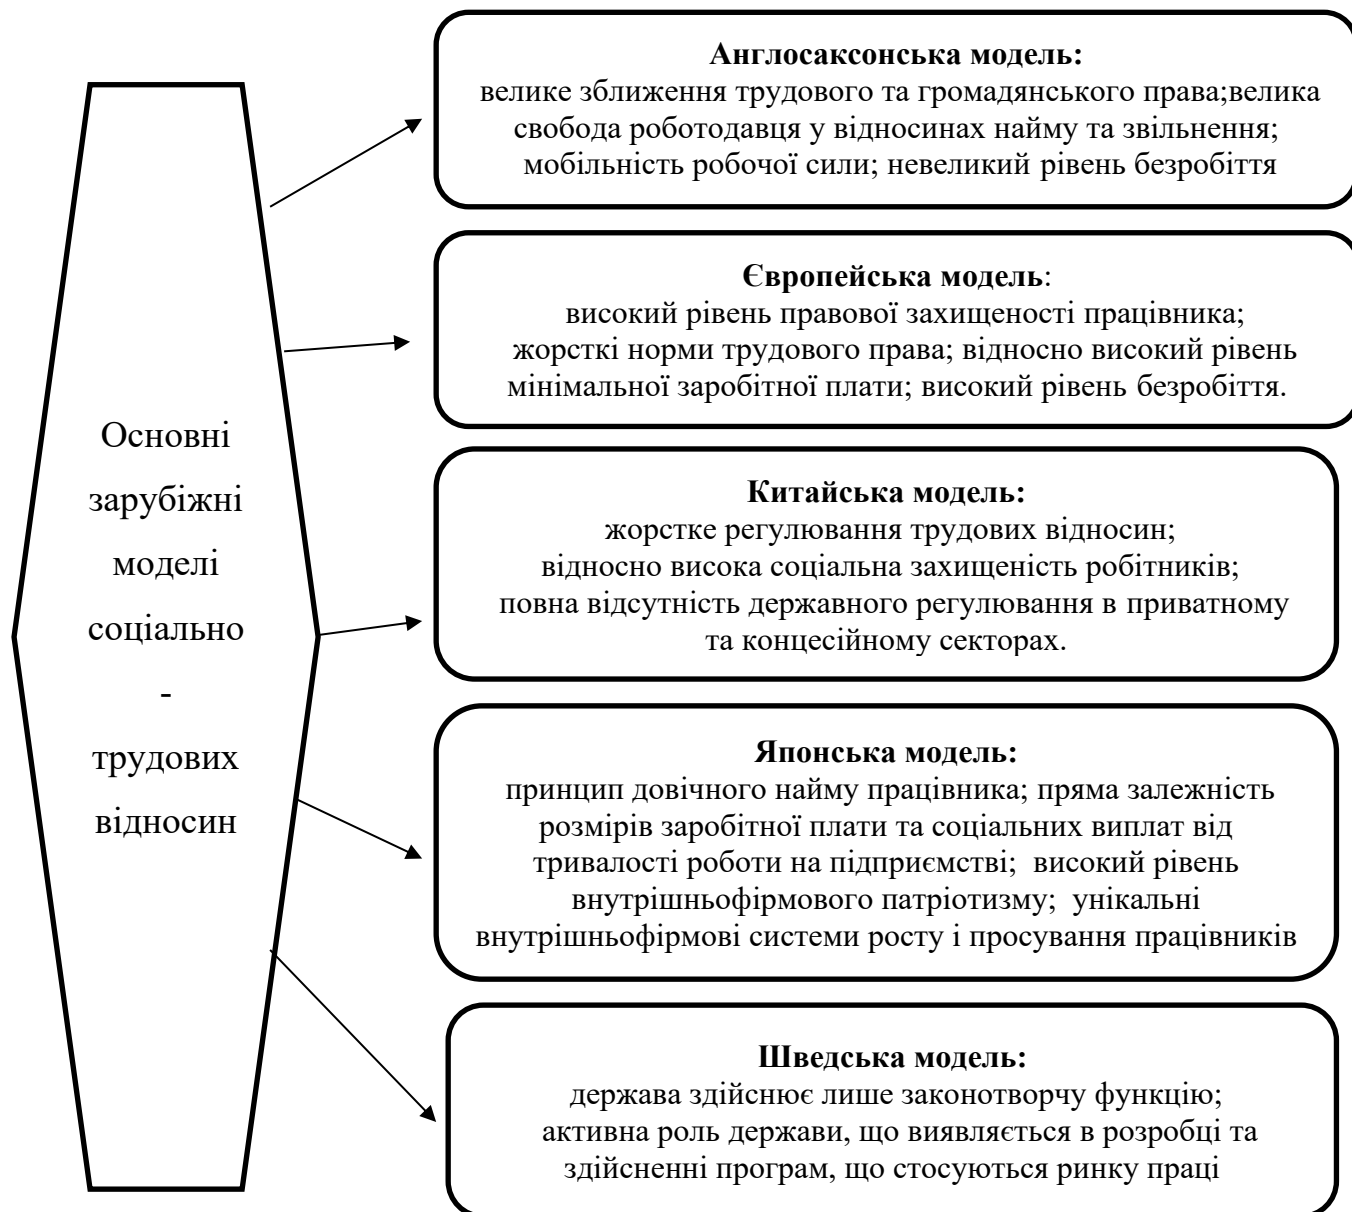 Основні
зарубіжні
моделі
соціально
-
трудових
відносин
Англосаксонська модель:
велике зближення трудового та громадянського права;велика
свобода роботодавця у відносинах найму та звільнення;
мобільність робочої сили; невеликий рівень безробіття
Європейська модель:
високий рівень правової захищеності працівника;
жорсткі норми трудового права; відносно високий рівень
мінімальної заробітної плати; високий рівень безробіття.
Китайська модель:
жорстке регулювання трудових відносин;
відносно висока соціальна захищеність робітників;
повна відсутність державного регулювання в приватному
та концесійному секторах.
Японська модель:
принцип довічного найму працівника; пряма залежність
розмірів заробітної плати та соціальних виплат від
тривалості роботи на підприємстві; високий рівень
внутрішньофірмового патріотизму; унікальні
внутрішньофірмові системи росту і просування працівників
Шведська модель:
держава здійснює лише законотворчу функцію;
активна роль держави, що виявляється в розробці та
здійсненні програм, що стосуються ринку праці